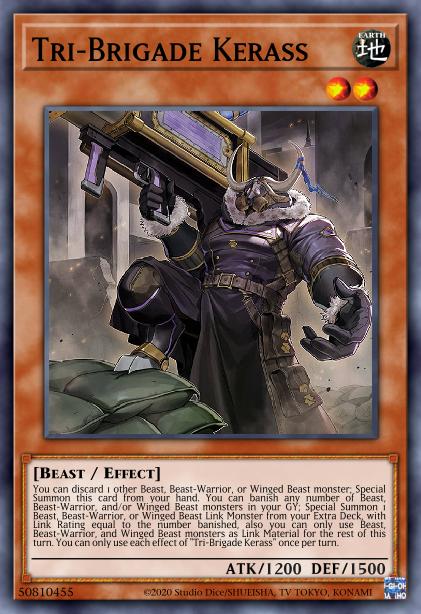 Tri-Brigade Kerass
EARTH
地
[Beast / Effect]
You can discard 1 other Beast, Beast-Warrior, or Winged Beast monster; Special
Summon this card from your hand. You can banish any number of Beast,
Beast-Warrior, and/or Winged Beast monsters in your GY; Special Summon 1
Beast, Beast-Warrior, or Winged Beast Link Monster from your Extra Deck, with
Link Rating equal to the number banished, also you can only use Beast,
Beast-Warrior, and Winged Beast monsters as Link Material for the rest of this
turn. You can only use each effect of "Tri-Brigade Kerass" once per turn.
ATK/1200 DEF/1500
50810455 ©2020 Studio Dice/SHUEISHA, TV TOKYO, KONAMI